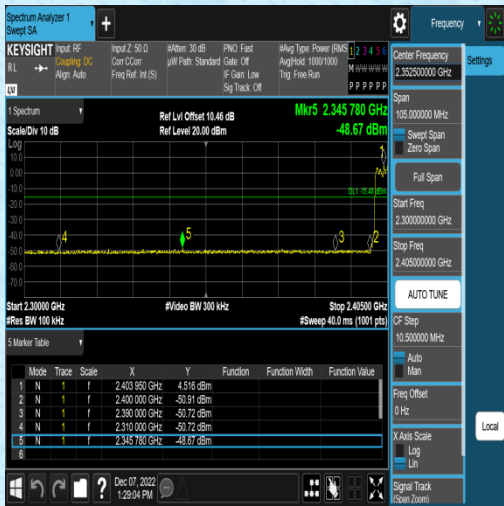 Spectrum Analyzer 1
Swept SA
Frequency
KEYSIGHT
Input: RF
Coupling: DC
Align: Auto
Input Z: 50 Ω
Corr CCorr
Freq Ref: Int (S)
#Atten: 30 dB
µW Path: Standard
PNO: Fast
Gate: Off
IF Gain: Low
Sig Track: Off
#Avg Type: Power (RMS
Avg|Hold: 1000/1000
Trig: Free Run
1 2 3 4 5 6
M W W W W W
P P P P P P
RL
LXI
1 Spectrum
Scale/Div 10 dB
Ref Lvl Offset 10.46 dB
Ref Level 20.00 dBm
Mkr5 2.345 780 GHz
-48.67 dBm
Log
10.0
0.00
-10.0
-20.0
-30.0
-40.0
-50.0
-60.0
-70.0
1
DL1 -15.48 dBm
4
5
3
2
Start 2.30000 GHz
#Res BW 100 kHz
#Video BW 300 kHz
Stop 2.40500 GHz
#Sweep 40.0 ms (1001 pts)
5 Marker Table
Mode Trace Scale X Y Function Function Width Function Value
1 N 1 f 2.403 950 GHz 4.516 dBm
2 N 1 f 2.400 000 GHz -50.91 dBm
3 N 1 f 2.390 000 GHz -50.72 dBm
4 N 1 f 2.310 000 GHz -50.72 dBm
5 N 1 f 2.345 780 GHz -48.67 dBm
6
Dec 07, 2022
1:29:04 PM
Center Frequency
2.352500000 GHz
Span
105.000000 MHz
Swept Span
Zero Span
Full Span
Start Freq
2.300000000 GHz
Stop Freq
2.405000000 GHz
AUTO TUNE
CF Step
10.500000 MHz
Auto
Man
Freq Offset
0 Hz
X Axis Scale
Log
Lin
Signal Track
(Span Zoom)
Settings
Local